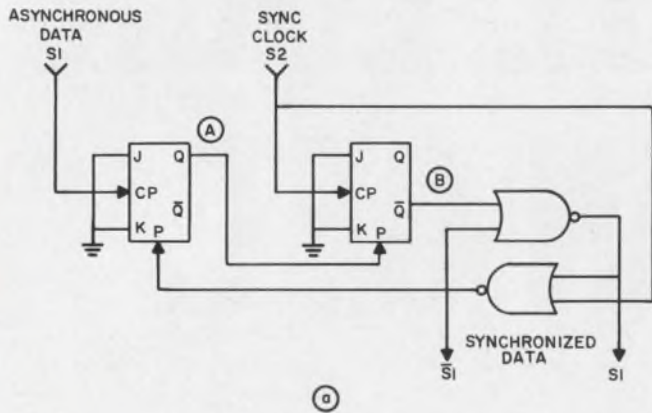 ASYNCHRONOUS
DATA
S1
SYNC
CLOCK
S2
A
J Q
CP
Q̅
K P
J Q
CP
Q̅
K P
B
SYNCHRONIZED
DATA
S̅1
S1
a